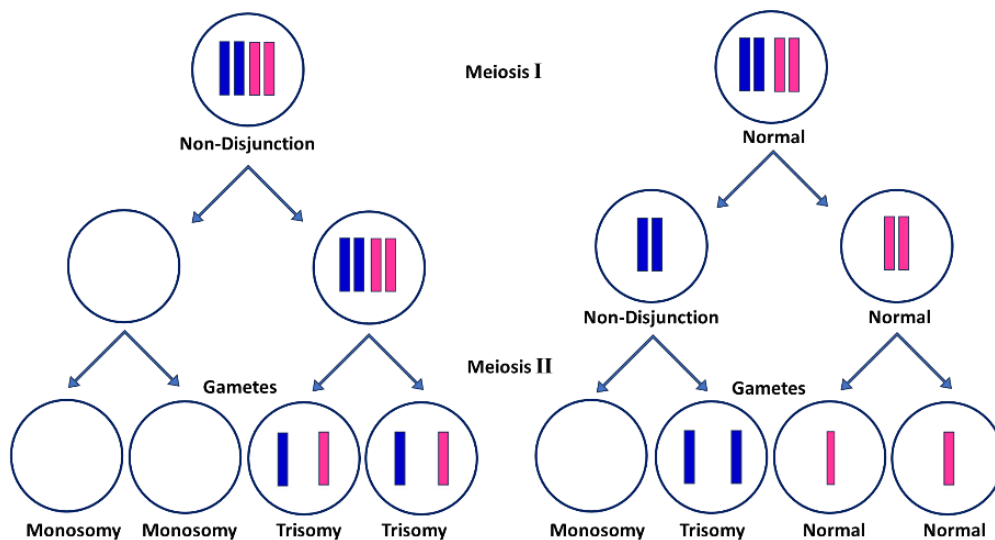 Meiosis I
Non-Disjunction
Normal
Non-Disjunction
Normal
Meiosis II
Gametes
Gametes
Monosomy
Monosomy
Trisomy
Trisomy
Monosomy
Trisomy
Normal
Normal